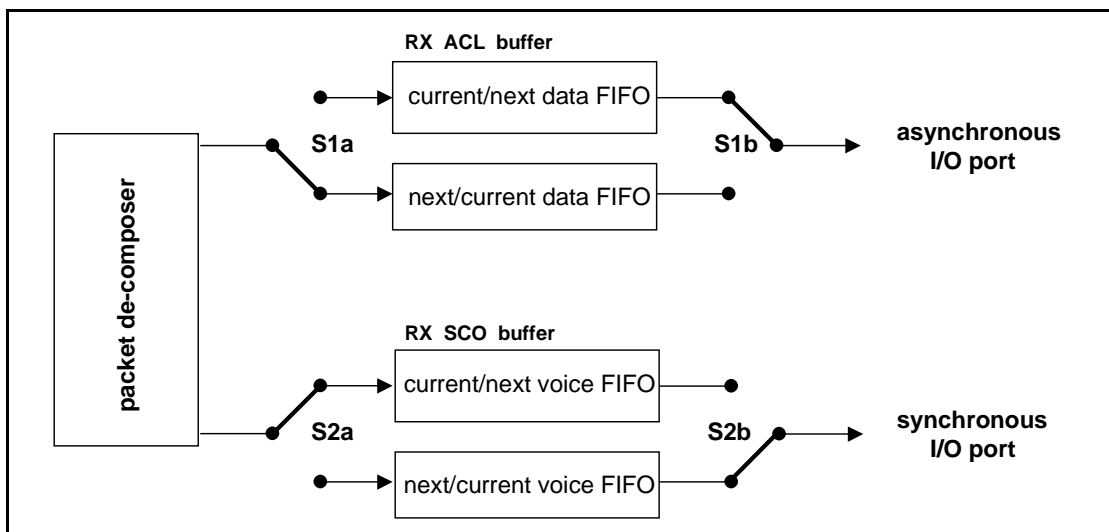 RX ACL buffer
current/next data FIFO
S1a
S1b
asynchronous
I/O port
next/current data FIFO
packet de-composer
RX SCO buffer
current/next voice FIFO
S2a
S2b
synchronous
I/O port
next/current voice FIFO